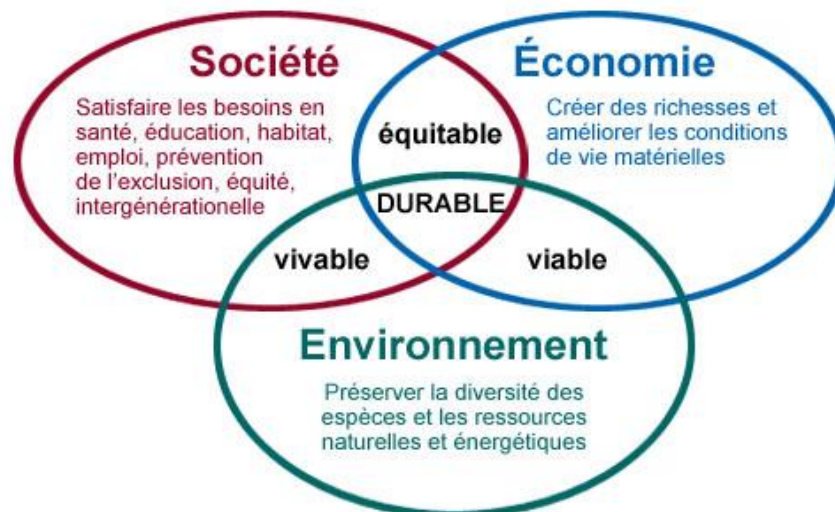 Société
Satisfaire les besoins en
santé, éducation, habitat,
emploi, prévention
de l'exclusion, équité,
intergénérationelle
Économie
Créer des richesses et
améliorer les conditions
de vie matérielles
équitable
DURABLE
vivable
viable
Environnement
Préserver la diversité des
espèces et les ressources
naturelles et énergétiques